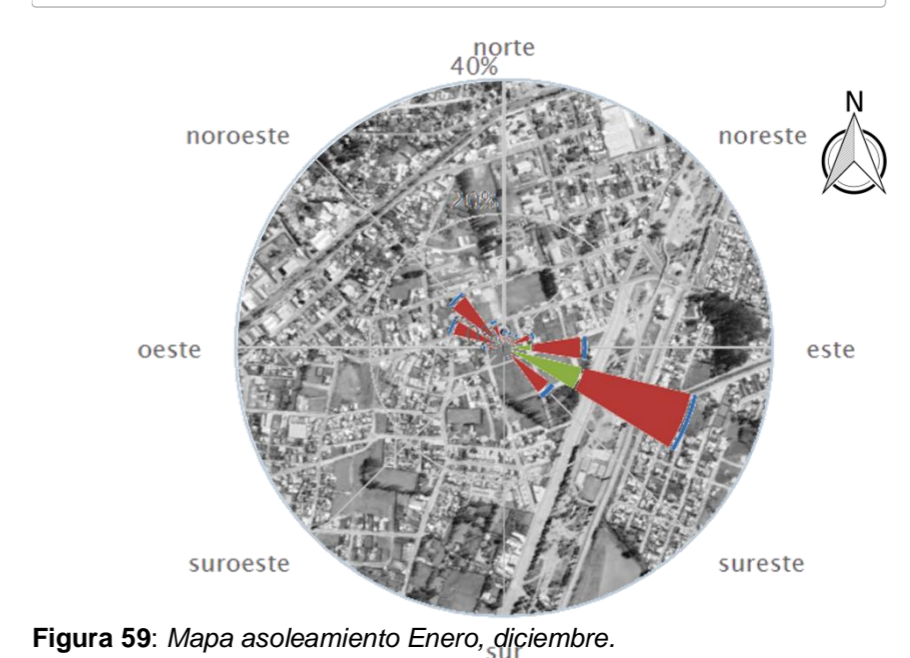 norte
40%
N
noroeste
noreste
20%
oeste
este
suroeste
sureste
Figura 59: Mapa asoleamiento Enero, diciembre.
sur